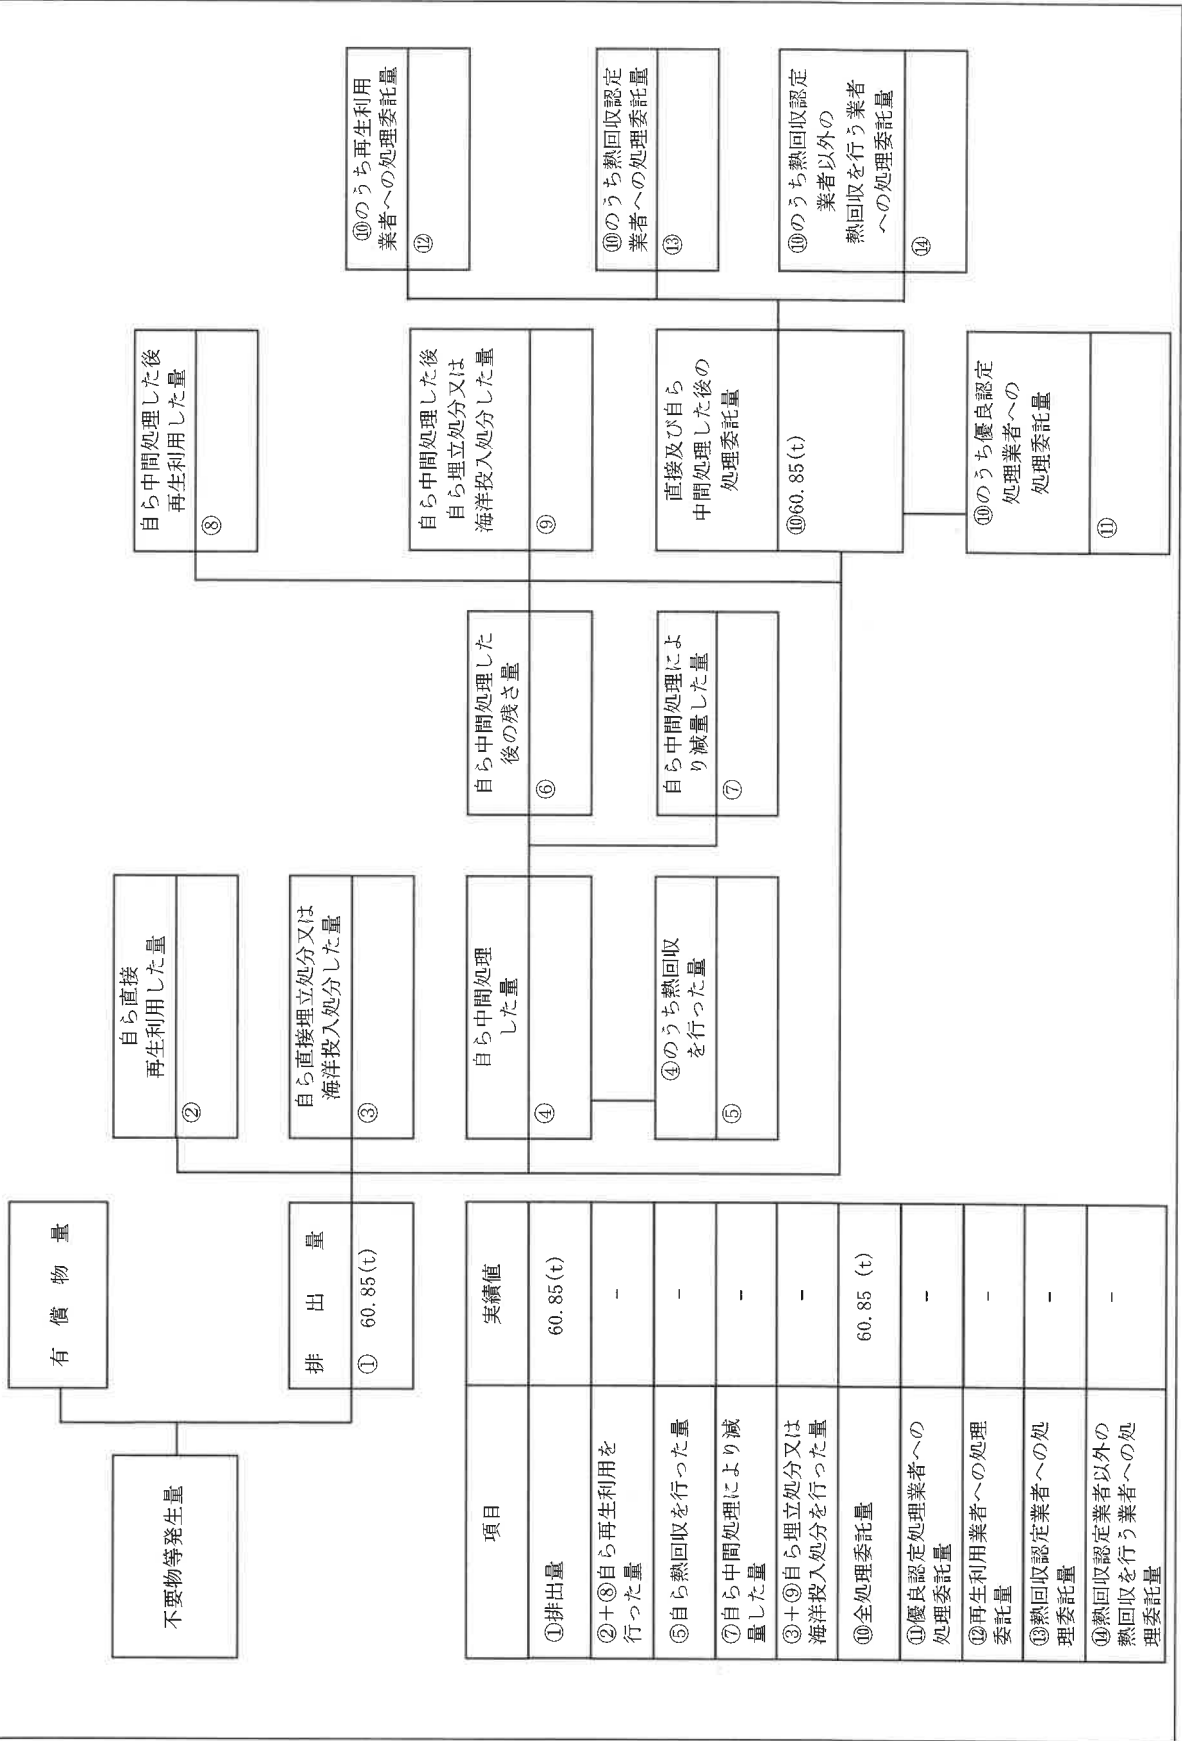 有償物量
不要物等発生量
排出量
① 60.85(t)
自ら直接
再生利用した量
②
自ら直接埋立処分又は
海洋投入処分した量
③
自ら中間処理
した量
④
④のうち熱回収
を行った量
⑤
自ら中間処理した
後の残さ量
⑥
自ら中間処理によ
り減量した量
⑦
自ら中間処理した後
再生利用した量
⑧
自ら中間処理した後
自ら埋立処分又は
海洋投入処分した量
⑨
直接及び自ら
中間処理した後の
処理委託量
⑩60.85(t)
⑩のうち優良認定
処理業者への
処理委託量
⑪
⑩のうち再生利用
業者への処理委託量
⑫
⑩のうち熱回収認定
業者への処理委託量
⑬
⑩のうち熱回収認定
業者以外の
熱回収を行う業者
への処理委託量
⑭
項目 実績値
①排出量 60.85(t)
②+⑧自ら再生利用を
行った量 -
⑤自ら熱回収を行った量 -
⑦自ら中間処理により減
量した量 -
③+⑨自ら埋立処分又は
海洋投入処分を行った量 -
⑩全処理委託量 60.85 (t)
⑪優良認定処理業者への
処理委託量 -
⑫再生利用業者への処理
委託量 -
⑬熱回収認定業者への処
理委託量 -
⑭熱回収認定業者以外の
熱回収を行う業者への処
理委託量 -